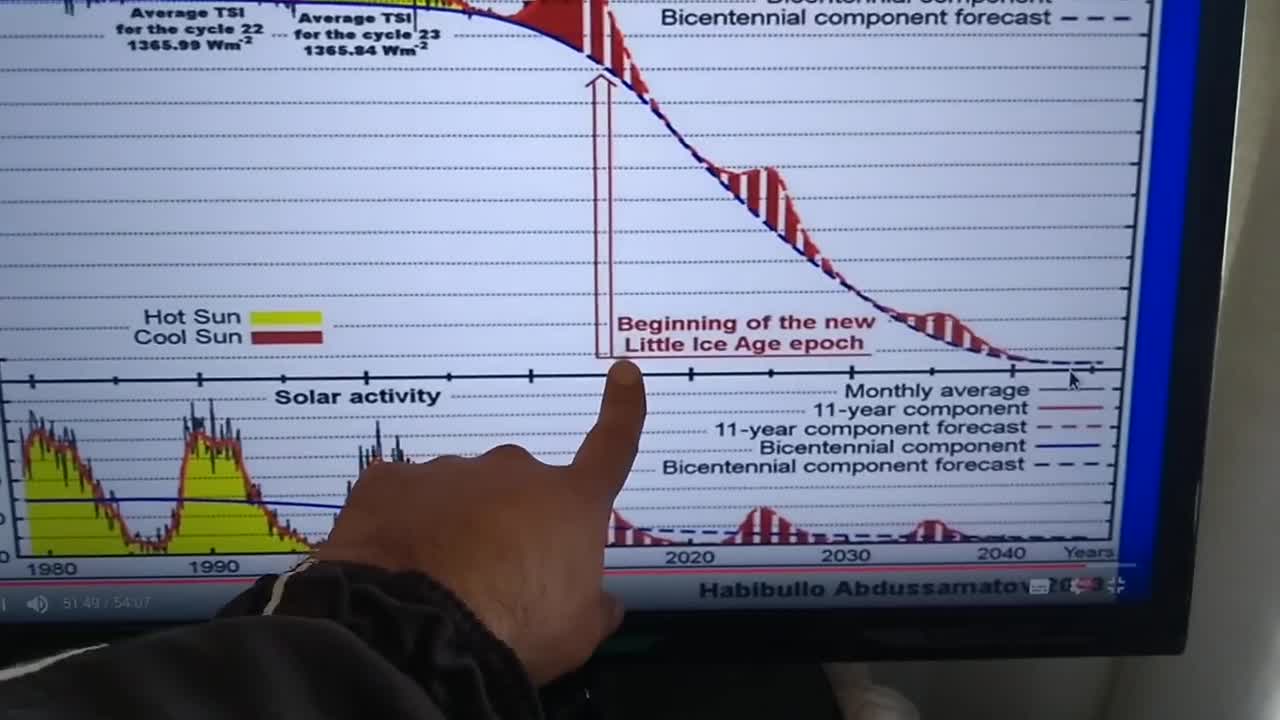 Bicentennial component forecast
Average TSI
for the cycle 22
1365.99 Wm-2
Average TSI
for the cycle 23
1365.84 Wm-2
Hot Sun
Cool Sun
Beginning of the new
Little Ice Age epoch
Solar activity
Monthly average
11-year component
11-year component forecast
Bicentennial component
Bicentennial component forecast
0
1980
1990
2020
2030
2040
Years
Habibullo Abdussamatov
51:49 / 54:07